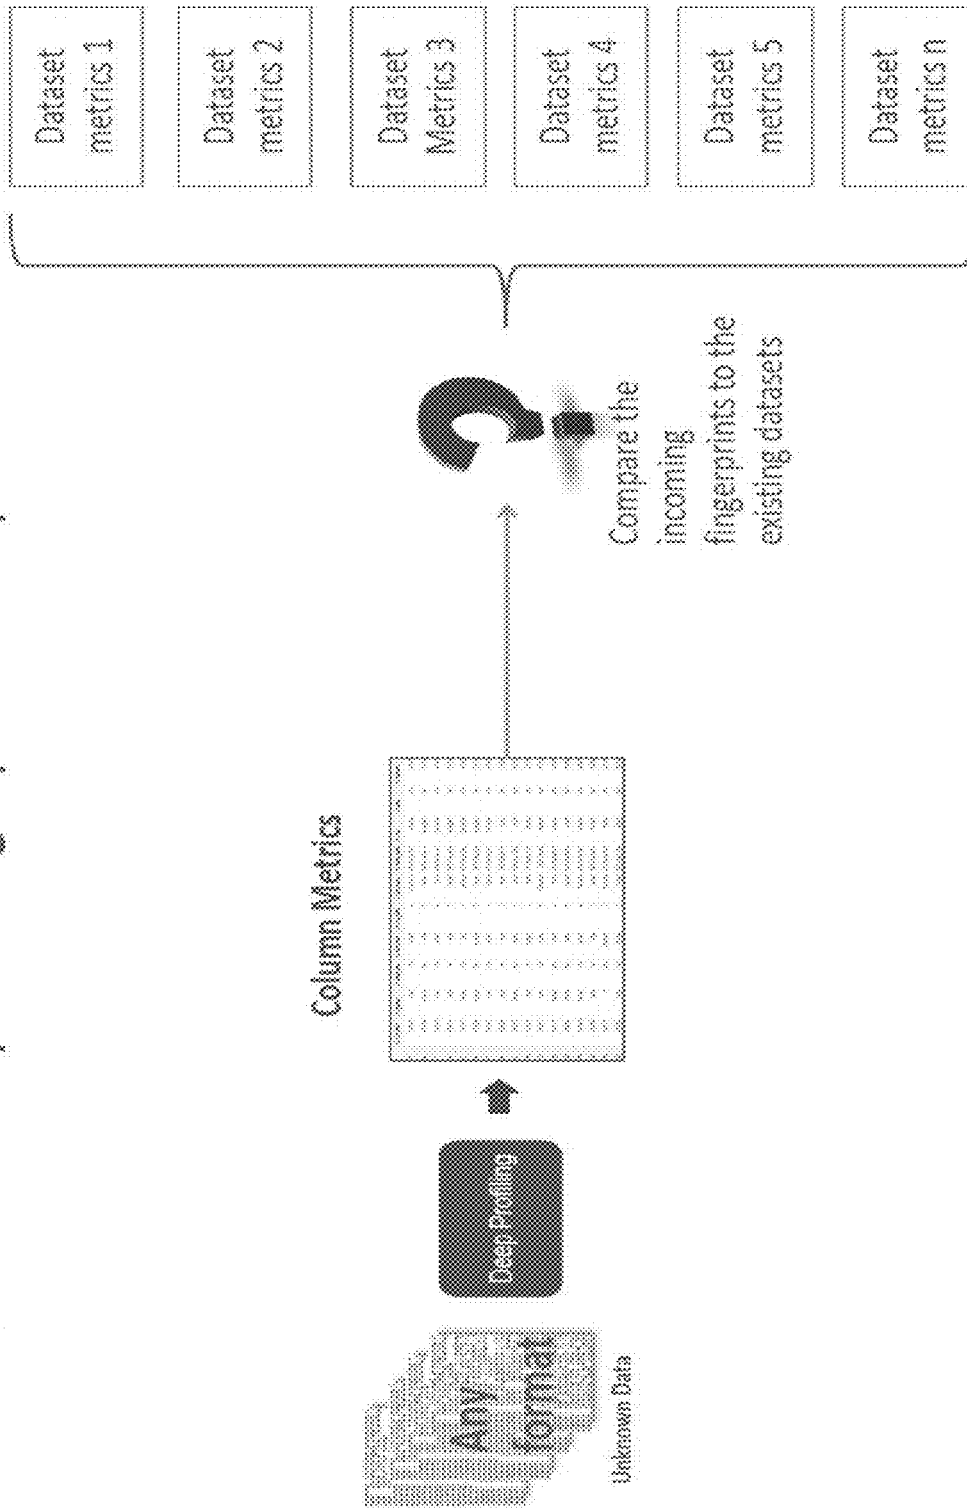 Any
format
Unknown Data
Deep Profiling
Column Metrics
Compare the
incoming
fingerprints to the
existing datasets
Dataset
metrics 1
Dataset
metrics 2
Dataset
Metrics 3
Dataset
metrics 4
Dataset
metrics 5
Dataset
metrics n